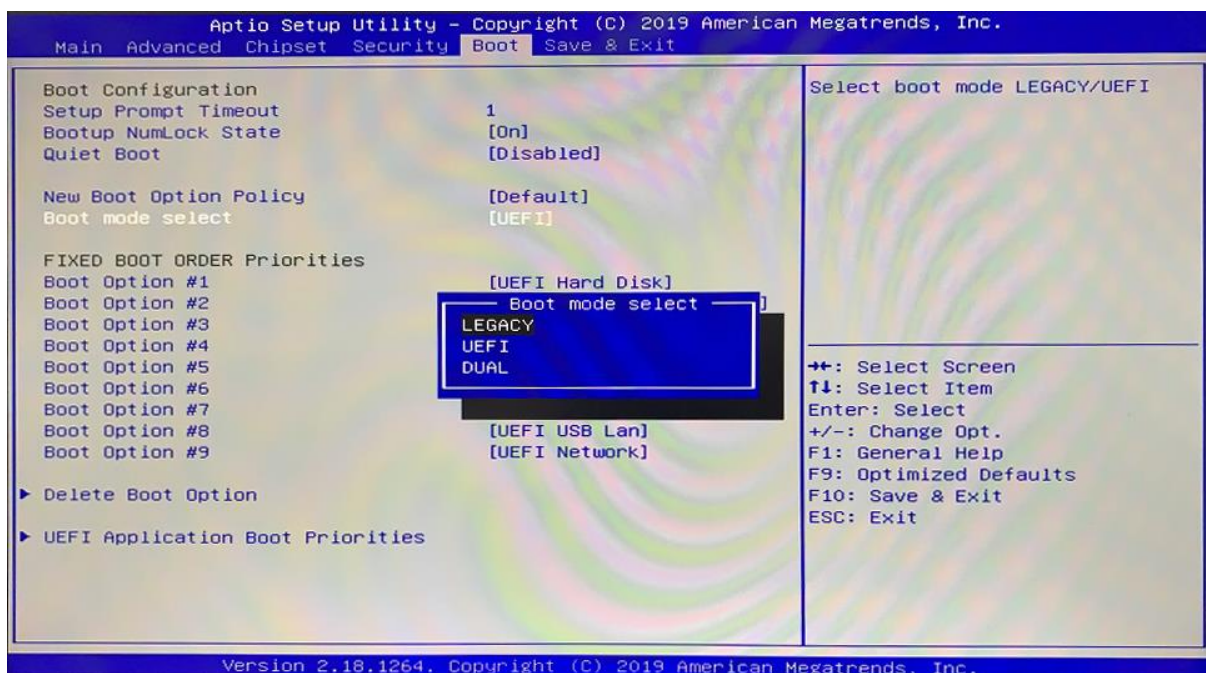 Aptio Setup Utility – Copyright (C) 2019 American Megatrends, Inc.
Main Advanced Chipset Security Boot Save & Exit
Boot Configuration
Setup Prompt Timeout 1
Bootup NumLock State [On]
Quiet Boot [Disabled]
New Boot Option Policy [Default]
Boot mode select [UEFI]
FIXED BOOT ORDER Priorities
Boot Option #1 [UEFI Hard Disk]
Boot Option #2
Boot Option #3
Boot Option #4
Boot Option #5
Boot Option #6
Boot Option #7
Boot Option #8 [UEFI USB Lan]
Boot Option #9 [UEFI Network]
Delete Boot Option
UEFI Application Boot Priorities
Boot mode select
LEGACY
UEFI
DUAL
Select boot mode LEGACY/UEFI
→←: Select Screen
↑↓: Select Item
Enter: Select
+/-: Change Opt.
F1: General Help
F9: Optimized Defaults
F10: Save & Exit
ESC: Exit
Version 2.18.1264. Copyright (C) 2019 American Megatrends, Inc.